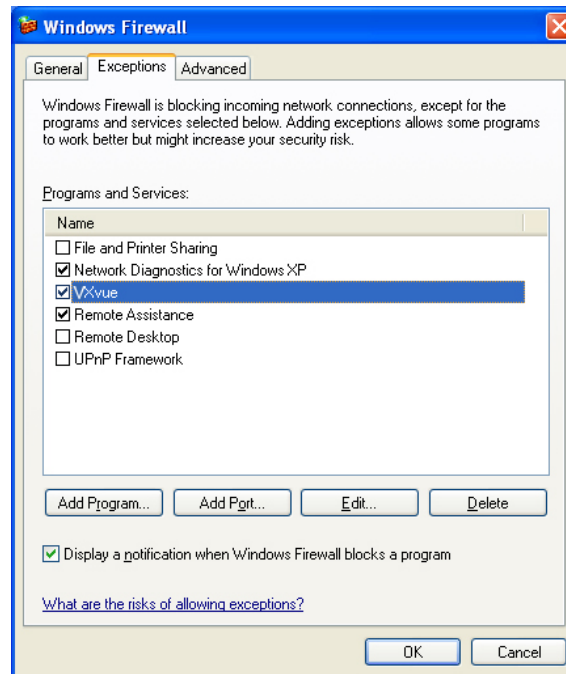 Windows Firewall
General Exceptions Advanced
Windows Firewall is blocking incoming network connections, except for the
programs and services selected below. Adding exceptions allows some programs
to work better but might increase your security risk.
Programs and Services:
Name
File and Printer Sharing
Network Diagnostics for Windows XP
VXvue
Remote Assistance
Remote Desktop
UPnP Framework
Add Program... Add Port... Edit... Delete
Display a notification when Windows Firewall blocks a program
What are the risks of allowing exceptions?
OK Cancel